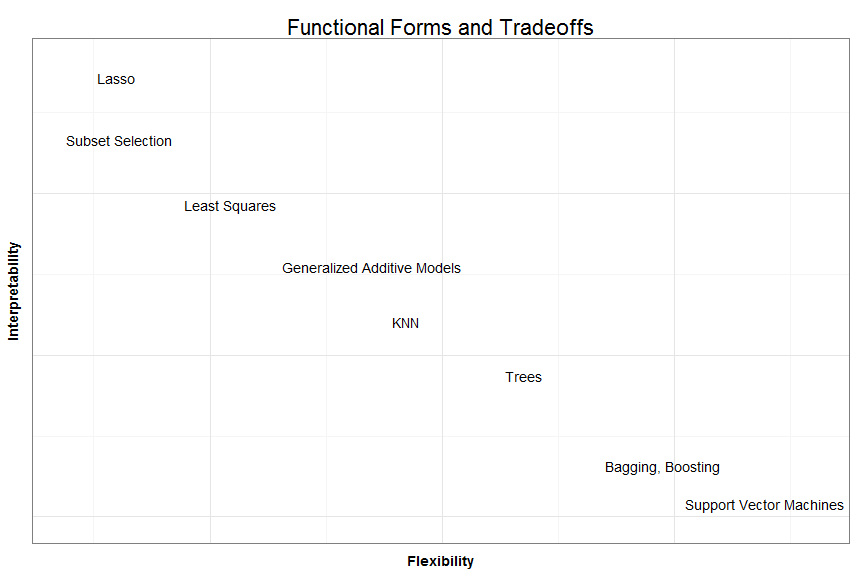 Functional Forms and Tradeoffs
Lasso
Subset Selection
Least Squares
Generalized Additive Models
KNN
Trees
Bagging, Boosting
Support Vector Machines
Interpretability
Flexibility